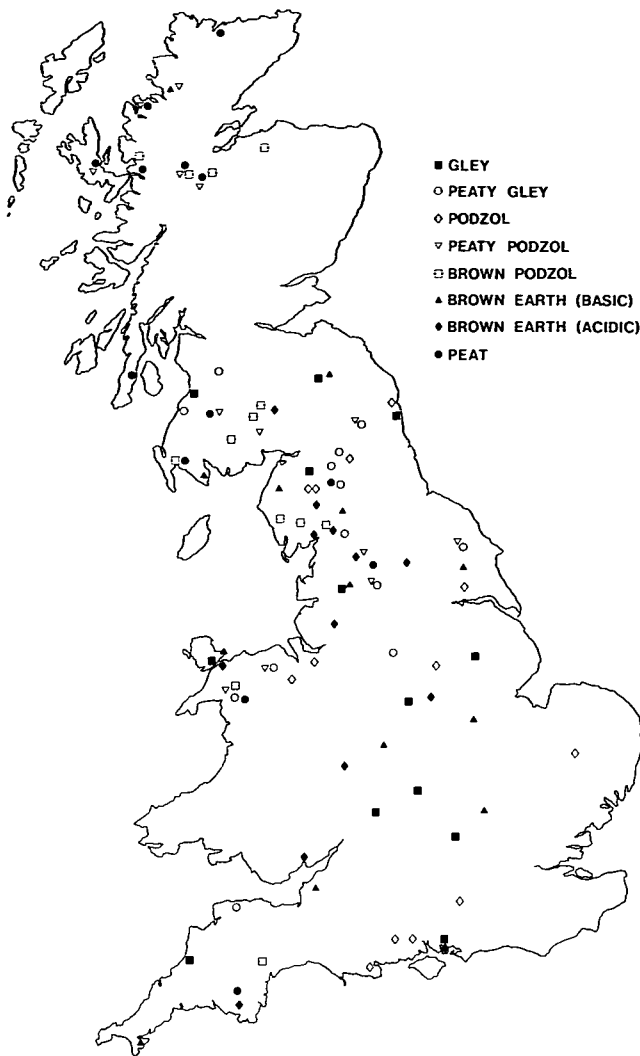 GLEY
PEATY GLEY
PODZOL
PEATY PODZOL
BROWN PODZOL
BROWN EARTH (BASIC)
BROWN EARTH (ACIDIC)
PEAT